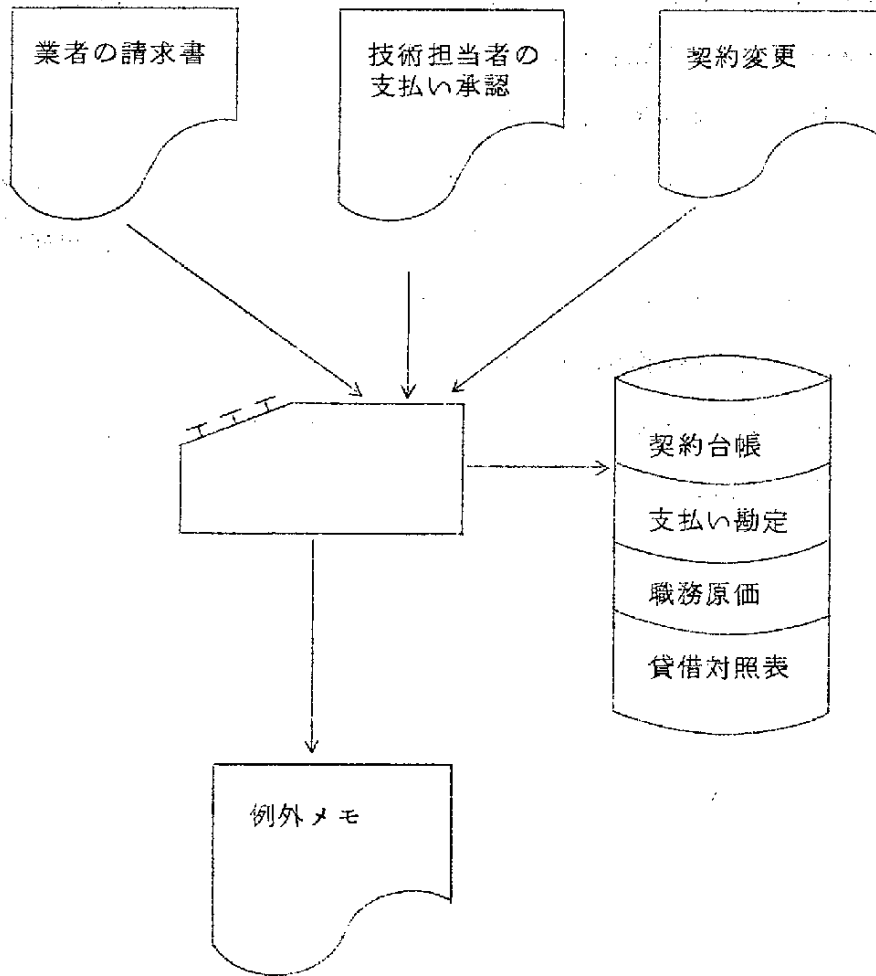 業者の請求書
技術担当者の
支払い承認
契約変更
契約台帳
支払い勘定
職務原価
貸借対照表
例外メモ